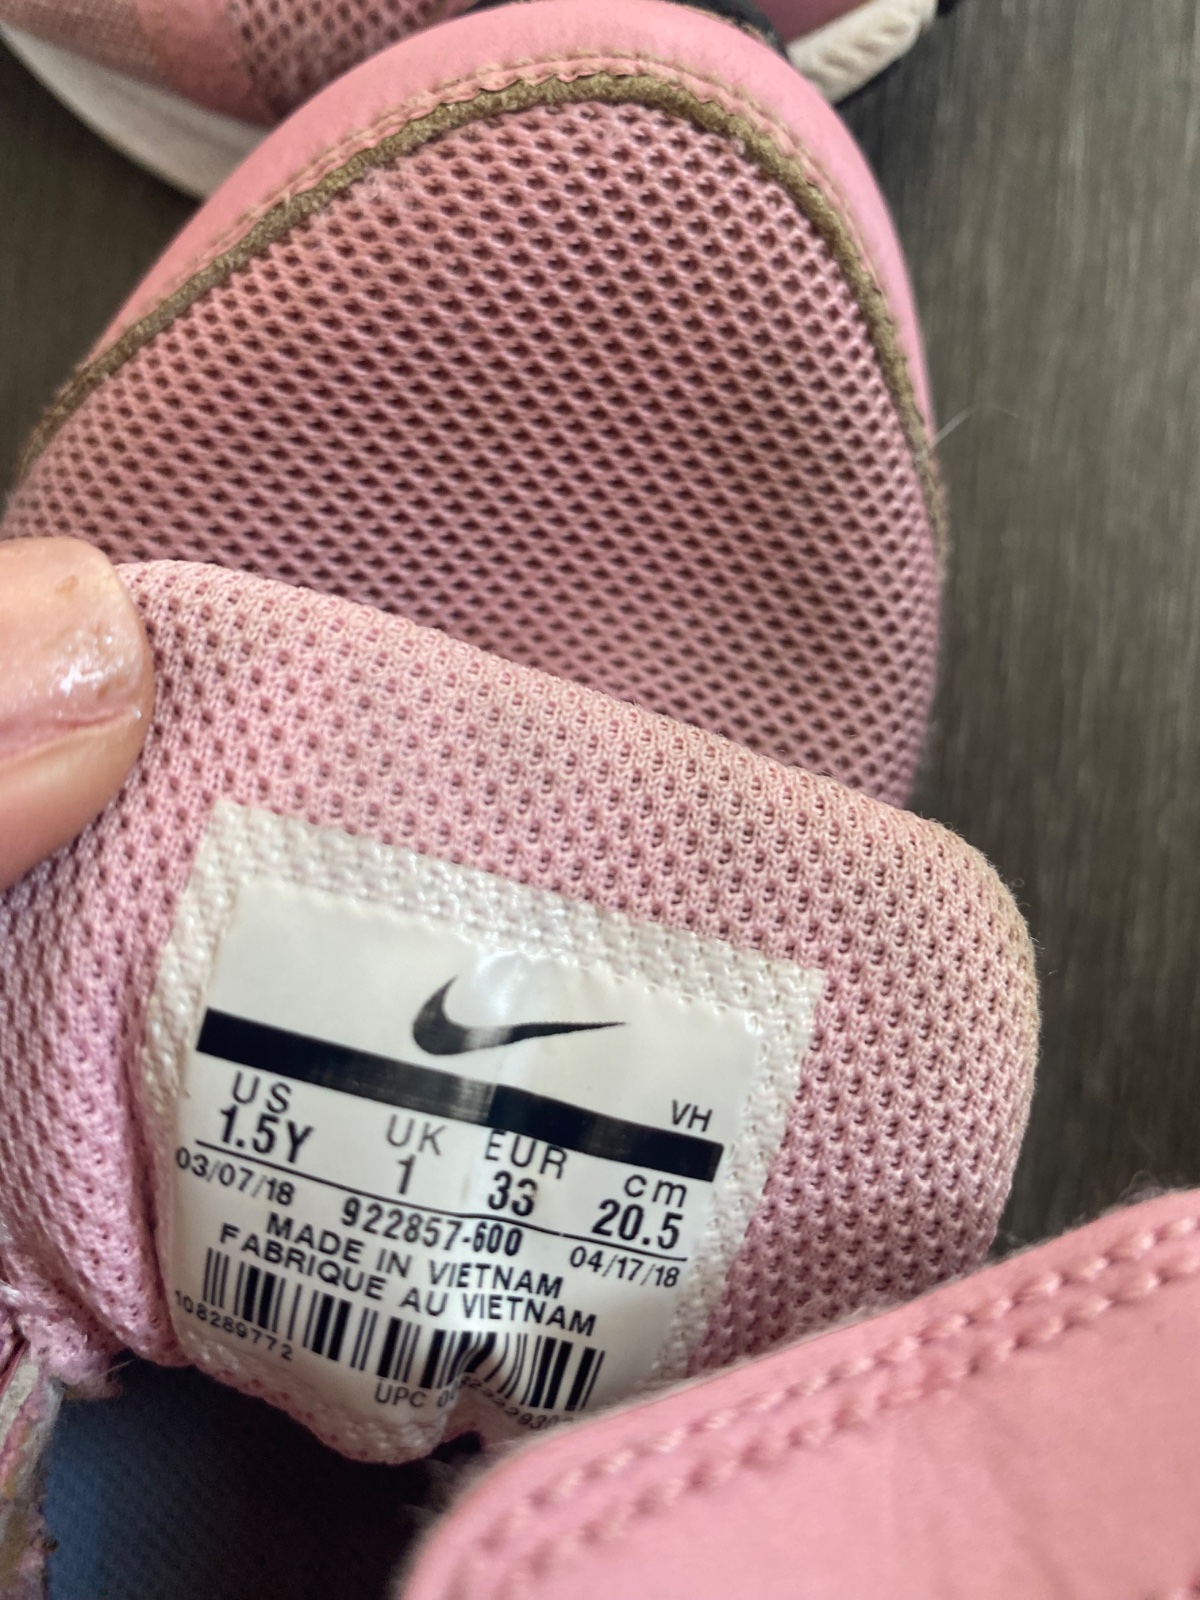 VH
US UK EUR cm
1.5Y 1 33 20.5
03/07/18 922857-600 04/17/18
MADE IN VIETNAM
FABRIQUE AU VIETNAM
108289772
UPC